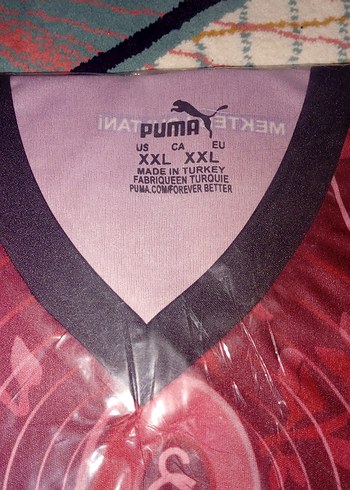 PUMA
US CA EU
XXL XXL
MADE IN TURKEY
FABRIQUEEN TURQUIE
PUMA.COM/FOREVER BETTER